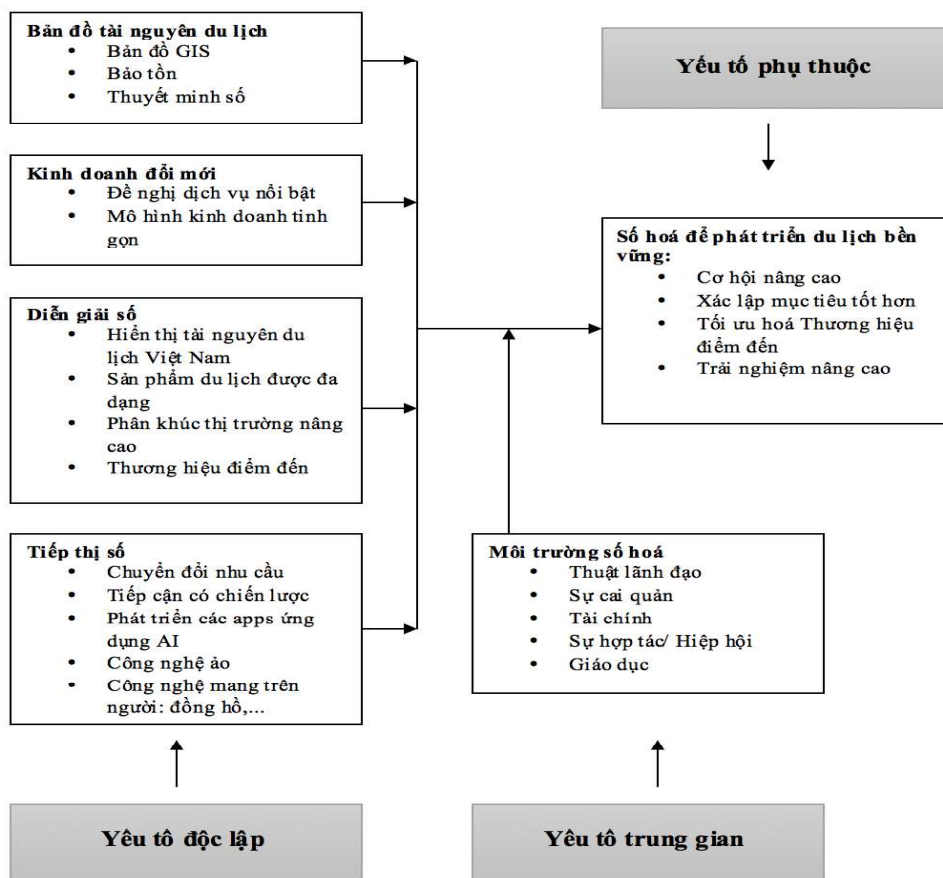 Bản đồ tài nguyên du lịch
• Bản đồ GIS
• Bảo tồn
• Thuyết minh số
Kinh doanh đổi mới
• Đề nghị dịch vụ nổi bật
• Mô hình kinh doanh tinh
gọn
Diễn giải số
• Hiển thị tài nguyên du
lịch Việt Nam
• Sản phẩm du lịch được đa
dạng
• Phân khúc thị trường nâng
cao
• Thương hiệu điểm đến
Tiếp thị số
• Chuyển đổi nhu cầu
• Tiếp cận có chiến lược
• Phát triển các apps ứng
dụng AI
• Công nghệ ảo
• Công nghệ mang trên
người: đồng hồ,...
Yêu tô độc lập
Yếu tố phụ thuộc
Số hoá để phát triển du lịch bền
vững:
• Cơ hội nâng cao
• Xác lập mục tiêu tốt hơn
• Tối ưu hoá Thương hiệu
điểm đến
• Trải nghiệm nâng cao
Môi trường số hoá
• Thuật lãnh đạo
• Sự cai quản
• Tài chính
• Sự hợp tác/ Hiệp hội
• Giáo dục
Yêu tô trung gian